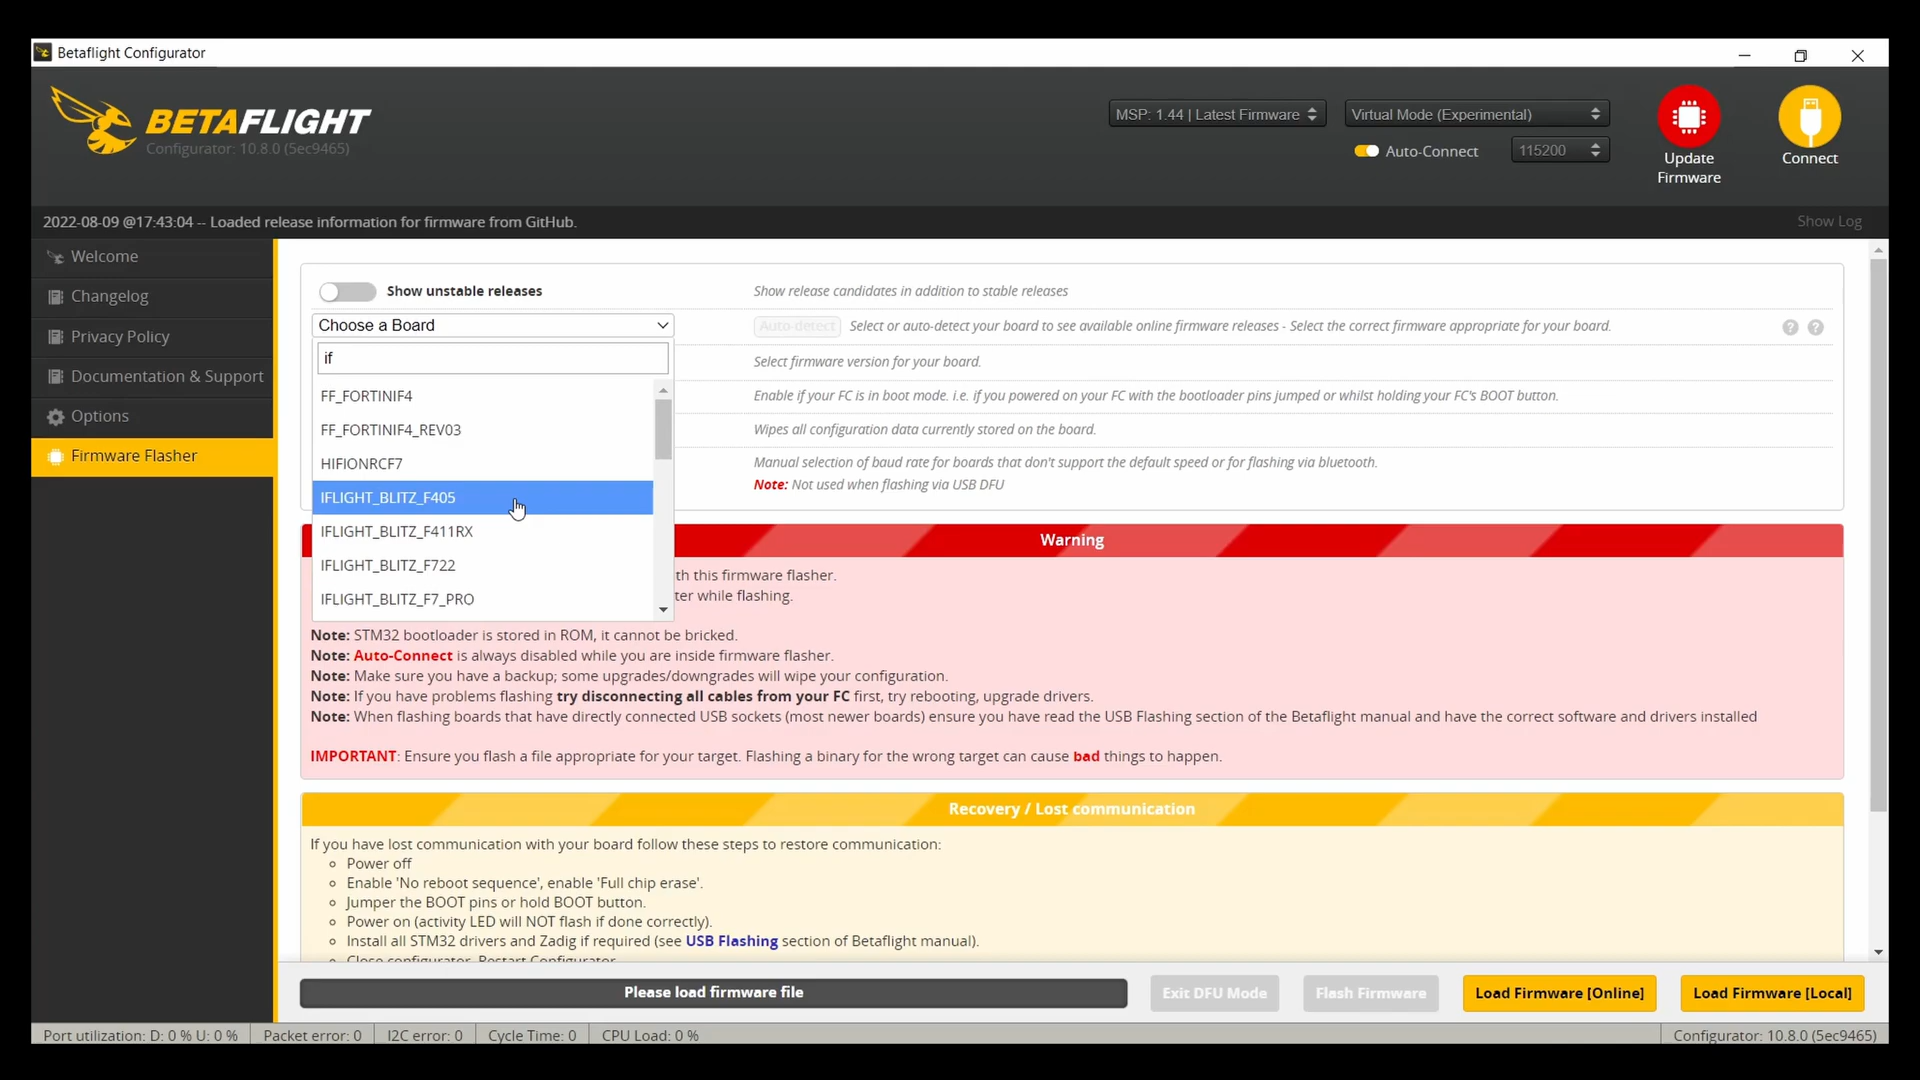 Betaflight Configurator
BETAFLIGHT
Configurator: 10.8.0 (5ec9465)
MSP: 1.44 | Latest Firmware
Virtual Mode (Experimental)
Auto-Connect
115200
Update
Firmware
Connect
2022-08-09 @17:43:04 -- Loaded release information for firmware from GitHub.
Show Log
Welcome
Changelog
Privacy Policy
Documentation & Support
Options
Firmware Flasher
Show unstable releases
Show release candidates in addition to stable releases
Choose a Board
Auto-detect
Select or auto-detect your board to see available online firmware releases - Select the correct firmware appropriate for your board.
if
Select firmware version for your board.
FF_FORTINIF4
Enable if your FC is in boot mode. i.e. if you powered on your FC with the bootloader pins jumped or whilst holding your FC's BOOT button.
FF_FORTINIF4_REV03
Wipes all configuration data currently stored on the board.
HIFIONRCF7
Manual selection of baud rate for boards that don't support the default speed or for flashing via bluetooth.
Note: Not used when flashing via USB DFU
IFLIGHT_BLITZ_F405
IFLIGHT_BLITZ_F411RX
IFLIGHT_BLITZ_F722
IFLIGHT_BLITZ_F7_PRO
Warning
th this firmware flasher.
ter while flashing.
Note: STM32 bootloader is stored in ROM, it cannot be bricked.
Note: Auto-Connect is always disabled while you are inside firmware flasher.
Note: Make sure you have a backup; some upgrades/downgrades will wipe your configuration.
Note: If you have problems flashing try disconnecting all cables from your FC first, try rebooting, upgrade drivers.
Note: When flashing boards that have directly connected USB sockets (most newer boards) ensure you have read the USB Flashing section of the Betaflight manual and have the correct software and drivers installed
IMPORTANT: Ensure you flash a file appropriate for your target. Flashing a binary for the wrong target can cause bad things to happen.
Recovery / Lost communication
If you have lost communication with your board follow these steps to restore communication:
Power off
Enable 'No reboot sequence', enable 'Full chip erase'.
Jumper the BOOT pins or hold BOOT button.
Power on (activity LED will NOT flash if done correctly).
Install all STM32 drivers and Zadig if required (see USB Flashing section of Betaflight manual).
Close configurator, Restart Configurator
Please load firmware file
Exit DFU Mode
Flash Firmware
Load Firmware [Online]
Load Firmware [Local]
Port utilization: D: 0 % U: 0 %
Packet error: 0
I2C error: 0
Cycle Time: 0
CPU Load: 0 %
Configurator: 10.8.0 (5ec9465)